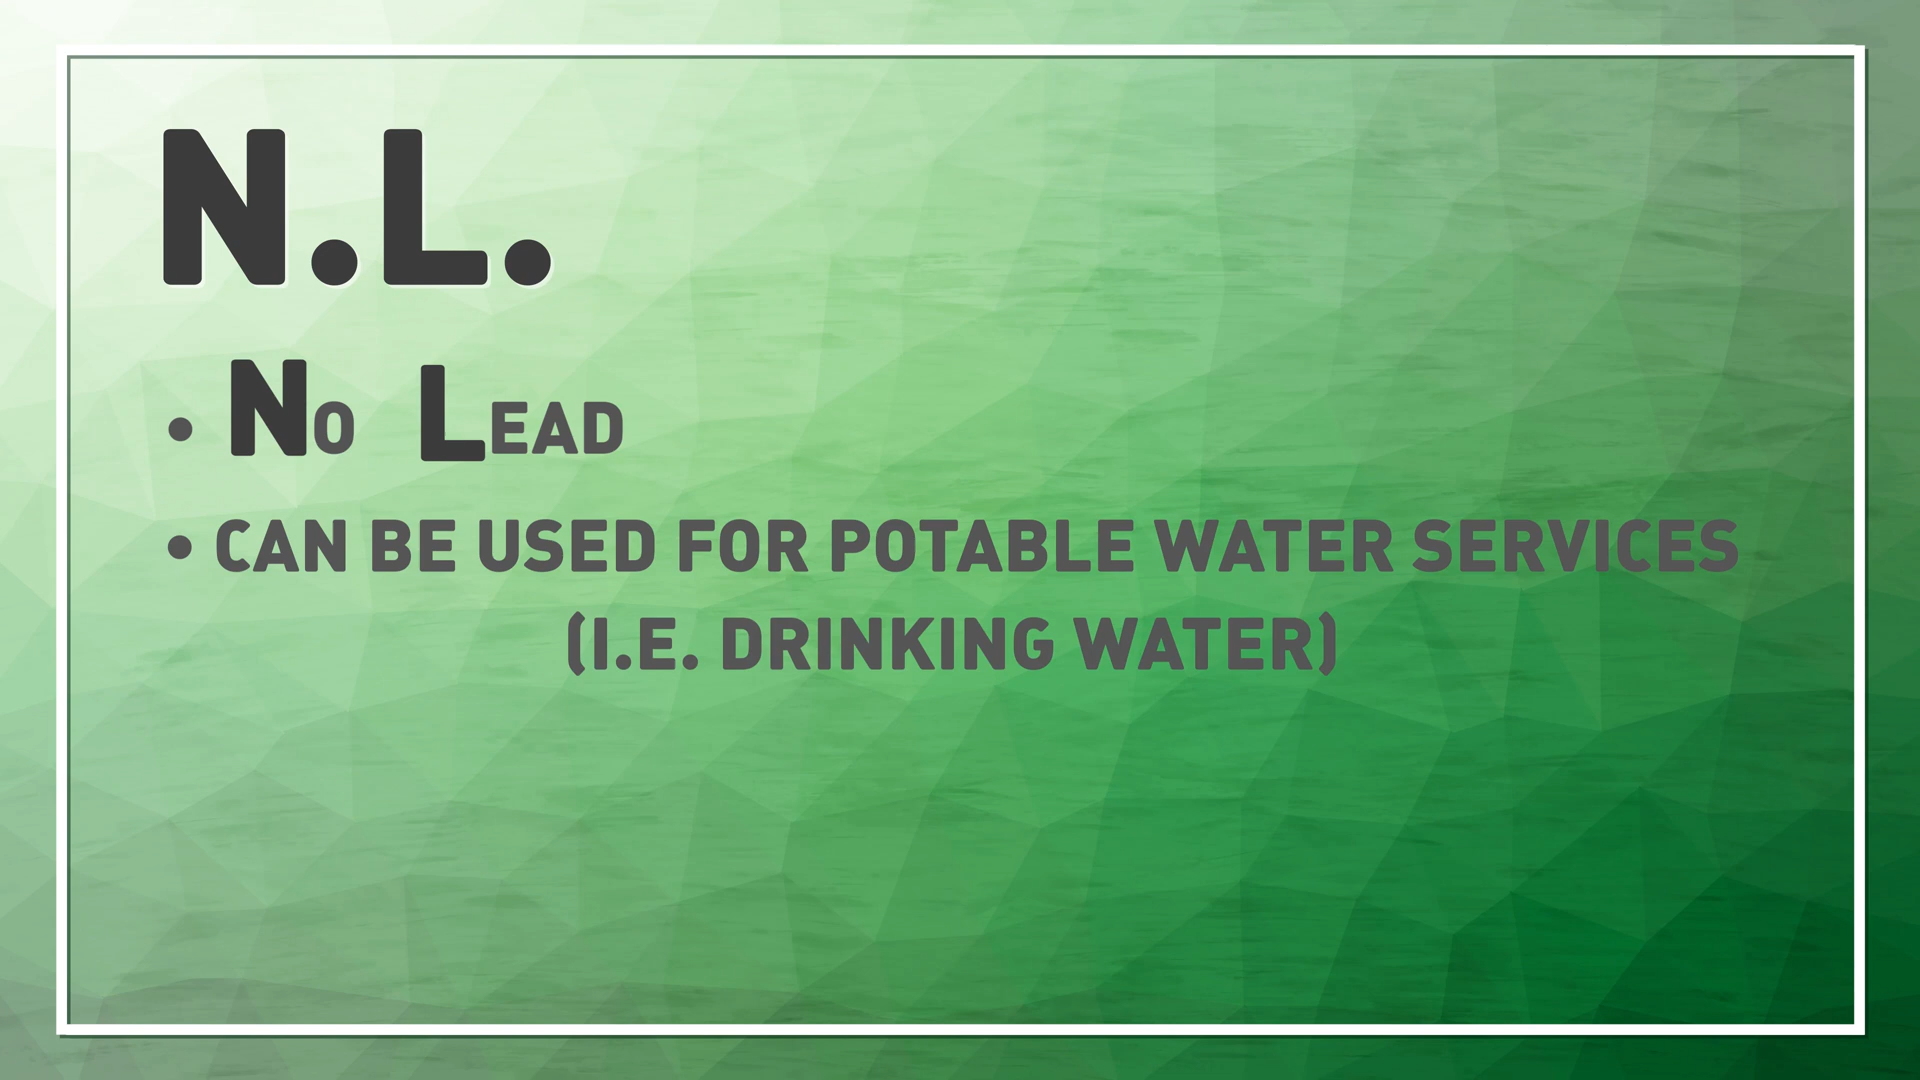 N.L.
• No Lead
• CAN BE USED FOR POTABLE WATER SERVICES
(I.E. DRINKING WATER)